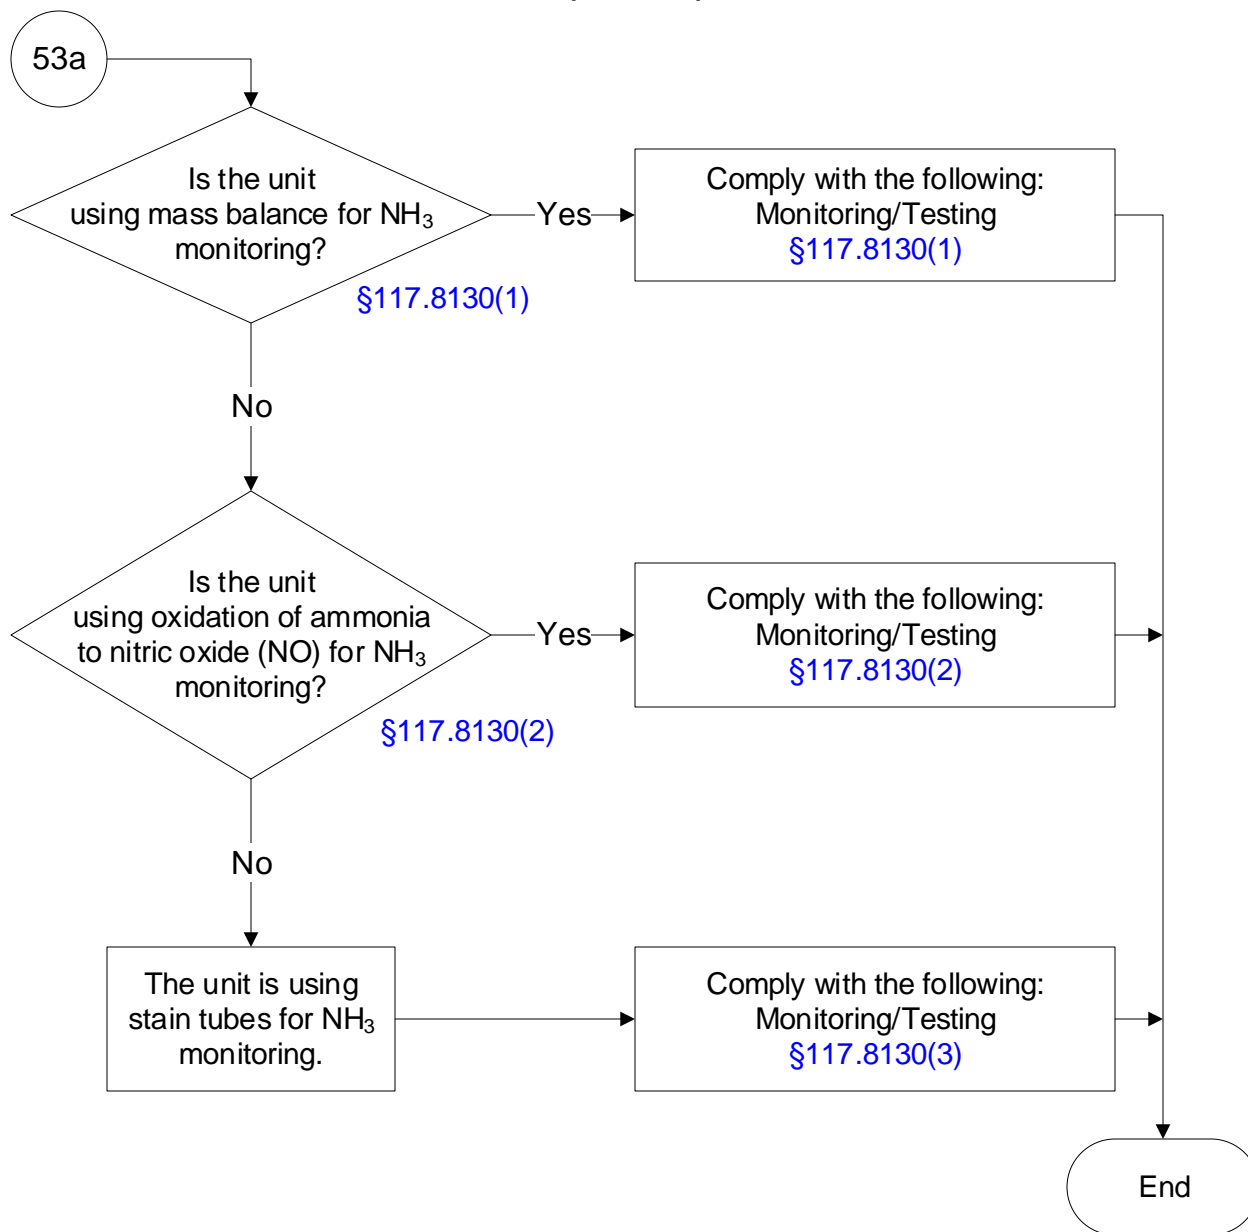 53a
Is the unit
using mass balance for NH₃
monitoring?
Yes
Comply with the following:
Monitoring/Testing
§117.8130(1)
§117.8130(1)
No
Is the unit
using oxidation of ammonia
to nitric oxide (NO) for NH₃
monitoring?
Yes
Comply with the following:
Monitoring/Testing
§117.8130(2)
§117.8130(2)
No
The unit is using
stain tubes for NH₃
monitoring.
Comply with the following:
Monitoring/Testing
§117.8130(3)
End